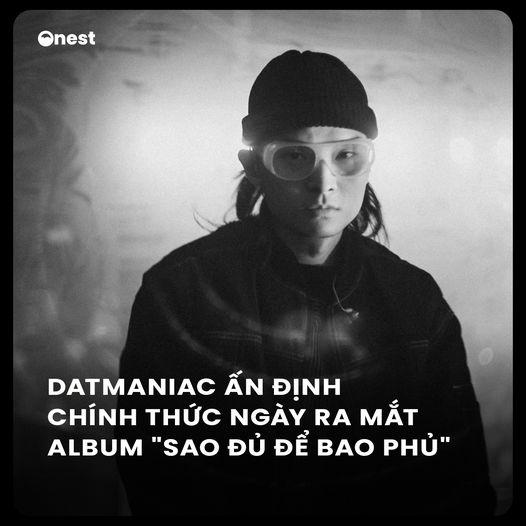 Onest
DATMANIAC ẤN ĐỊNH
CHÍNH THỨC NGÀY RA MẮT
ALBUM "SAO ĐỦ ĐỂ BAO PHỦ"